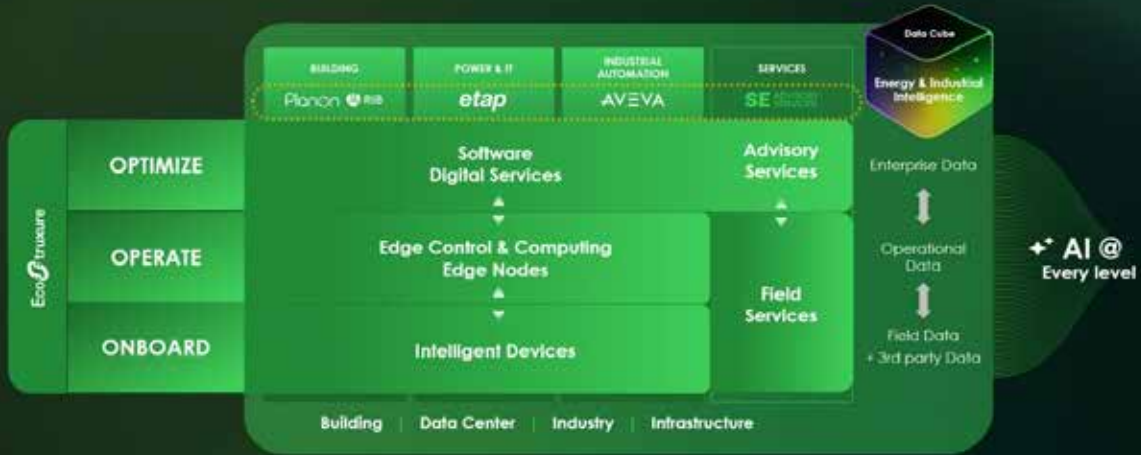 Data Cube
Energy & Industrial
Intelligence
BUILDING
POWER & IT
INDUSTRIAL
AUTOMATION
SERVICES
Planon RIB
etap
AVEVA
SE
EcoStruxure
OPTIMIZE
Software
Digital Services
Advisory
Services
Enterprise Data
OPERATE
Edge Control & Computing
Edge Nodes
Operational
Data
AI @
Every level
ONBOARD
Intelligent Devices
Field
Services
Field Data
+ 3rd party Data
Building | Data Center | Industry | Infrastructure